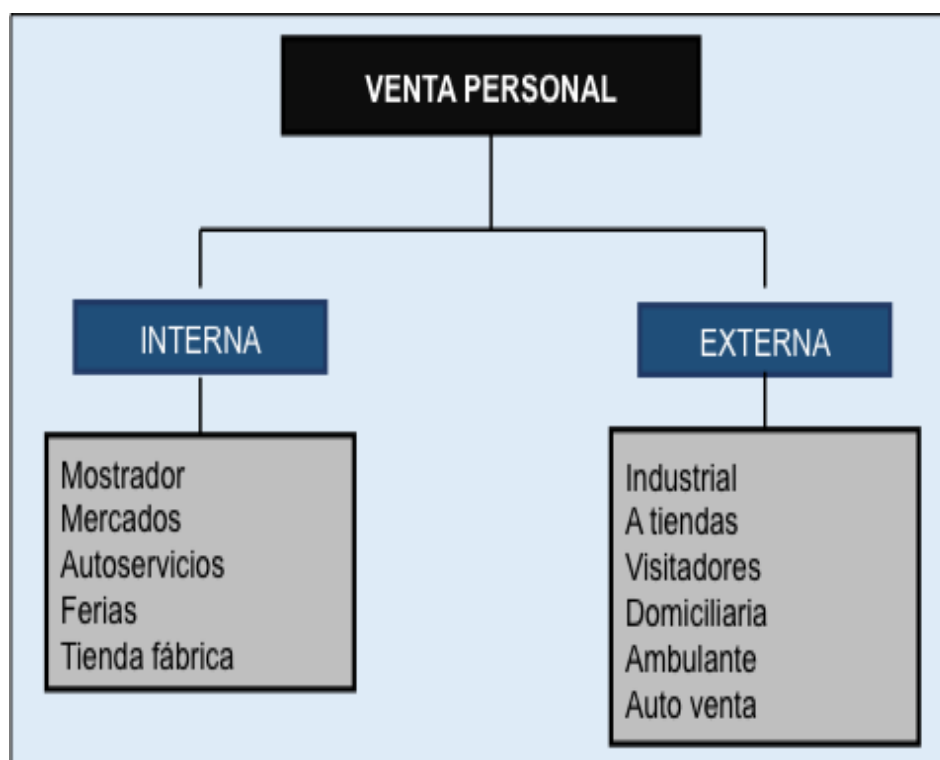 VENTA PERSONAL
INTERNA
Mostrador
Mercados
Autoservicios
Ferias
Tienda fábrica
EXTERNA
Industrial
A tiendas
Visitadores
Domiciliaria
Ambulante
Auto venta